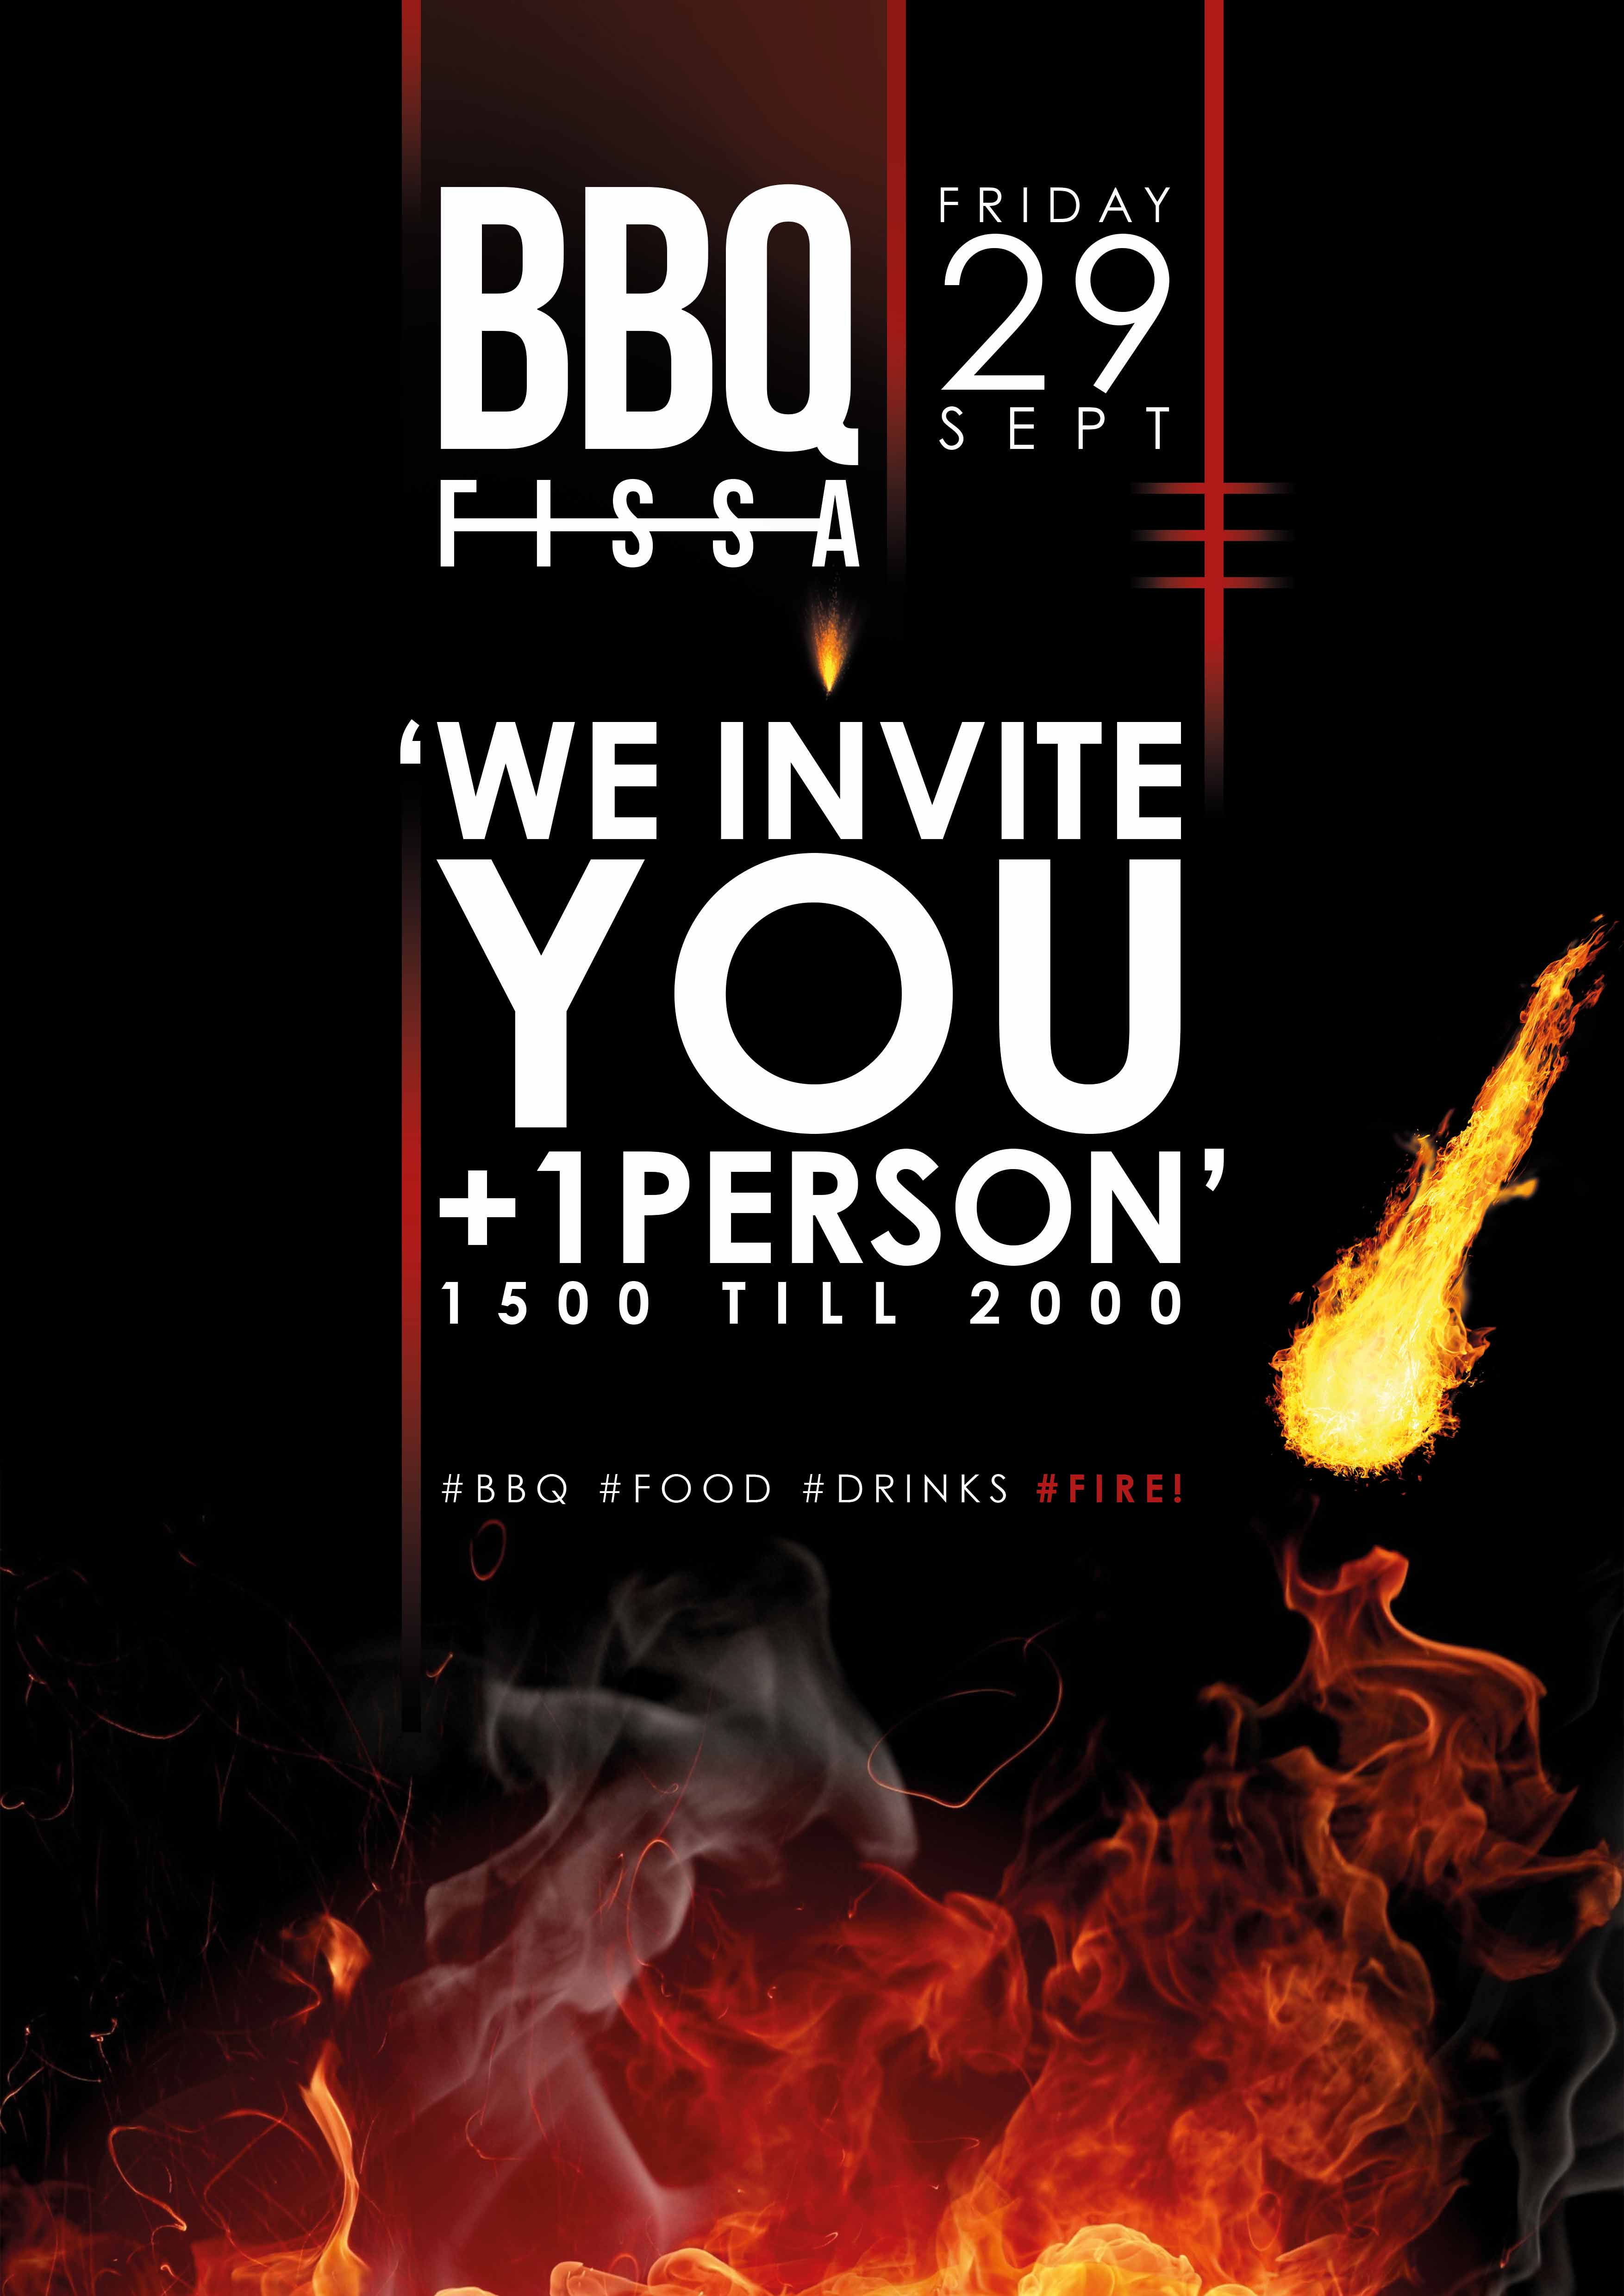 BBQ
FISSA
FRIDAY
29
SEPT
‘WE INVITE
YOU
+1PERSON’
1500 TILL 2000
#BBQ #FOOD #DRINKS #FIRE!